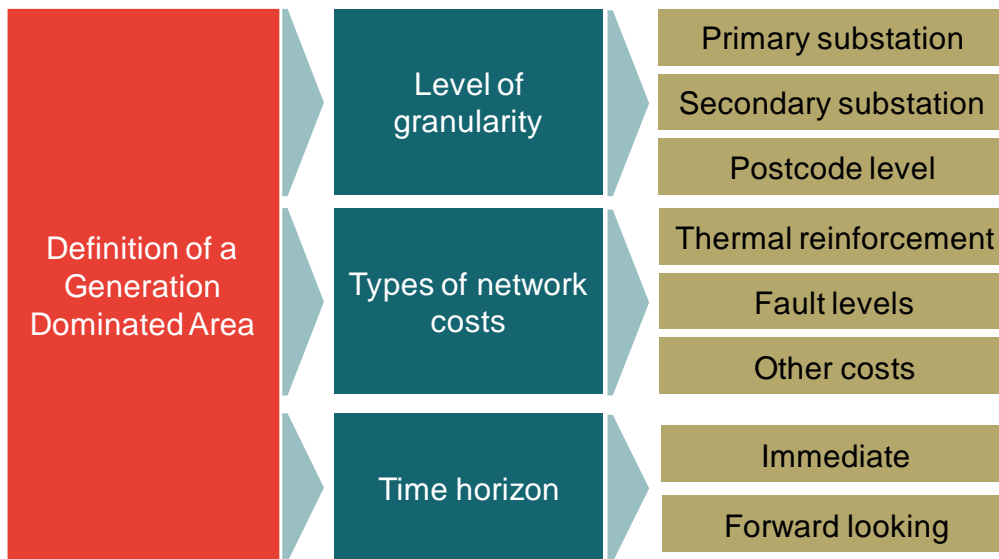 Definition of a
Generation
Dominated Area
Level of
granularity
Primary substation
Secondary substation
Postcode level
Types of network
costs
Thermal reinforcement
Fault levels
Other costs
Time horizon
Immediate
Forward looking